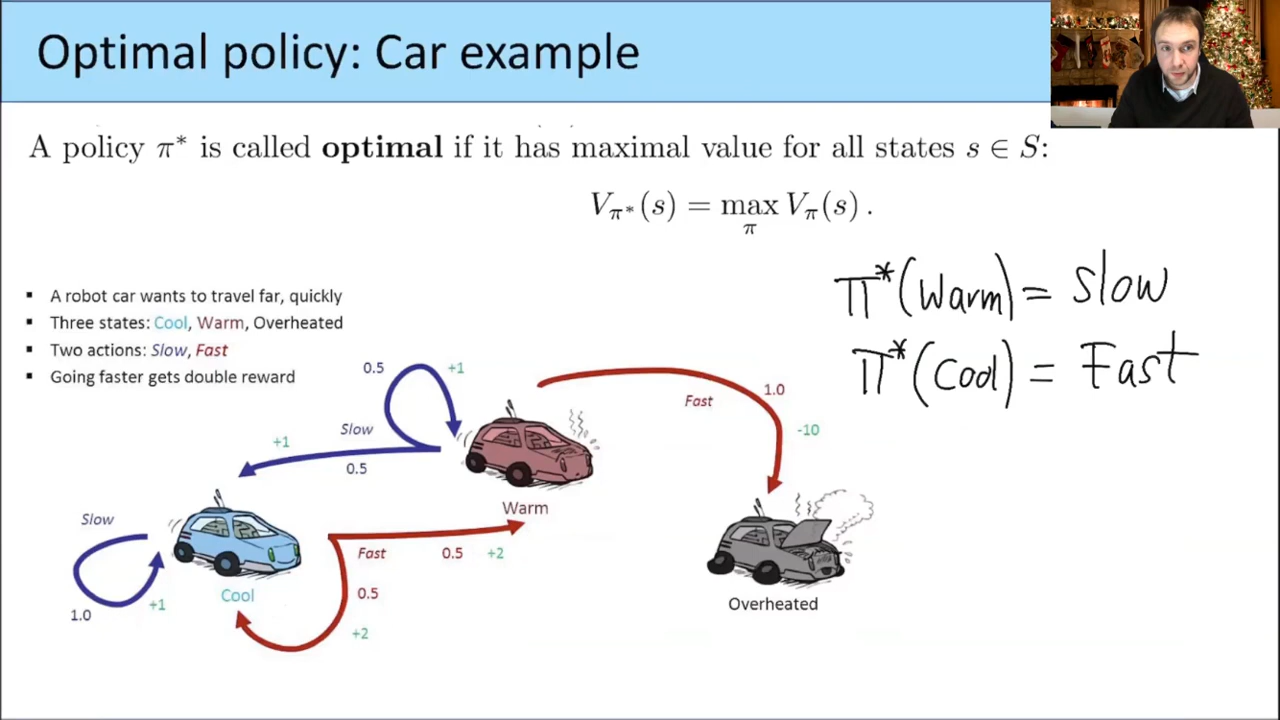 Optimal policy: Car example
A policy π* is called optimal if it has maximal value for all states s ∈ S:
V_π*(s) = max_π V_π(s) .
π*(Warm) = Slow
π*(Cool) = Fast
▪ A robot car wants to travel far, quickly
▪ Three states: Cool, Warm, Overheated
▪ Two actions: Slow, Fast
▪ Going faster gets double reward
0.5
+1
Slow
+1
0.5
Fast
1.0
-10
Warm
Slow
1.0
+1
Cool
Fast
0.5
+2
0.5
+2
Overheated